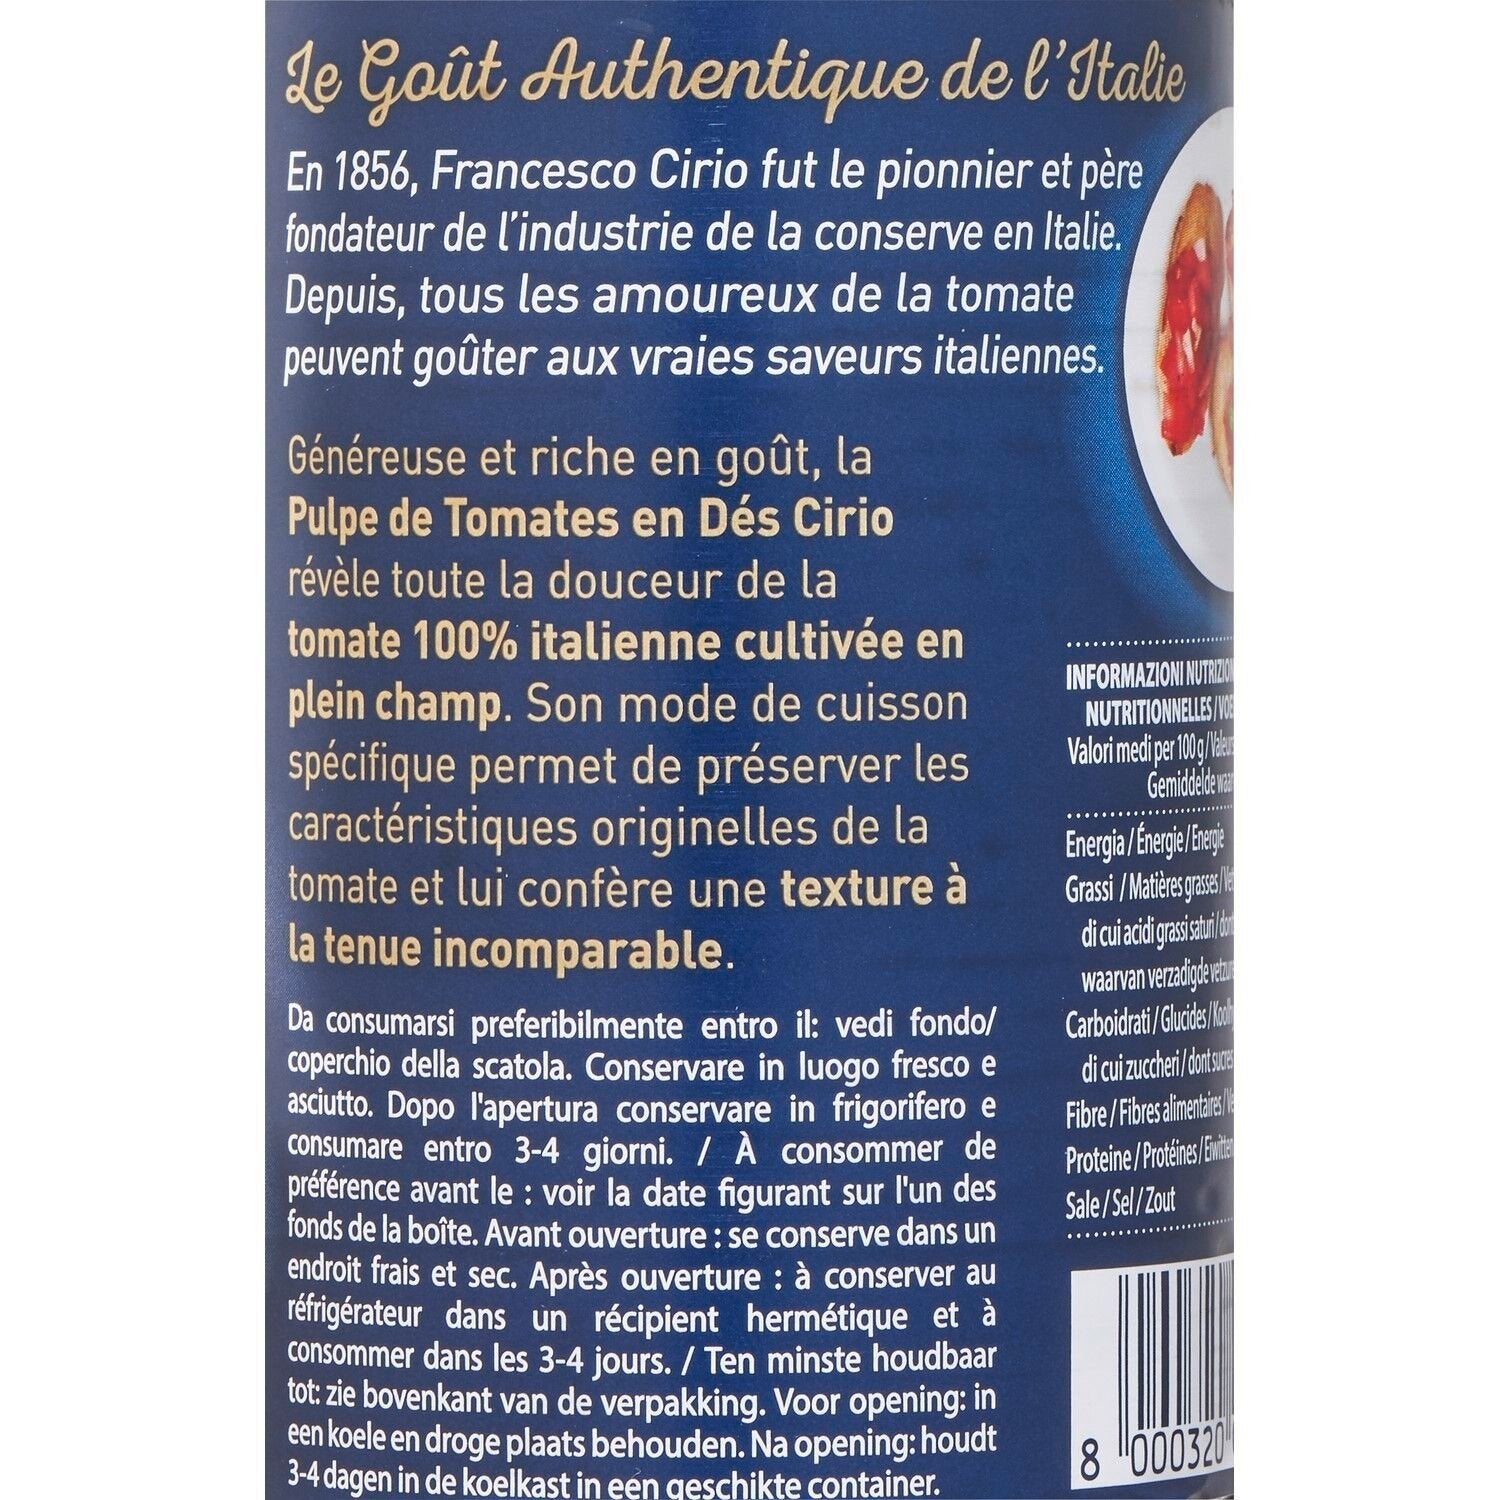 Le Goût Authentique de l'Italie
En 1856, Francesco Cirio fut le pionnier et père
fondateur de l'industrie de la conserve en Italie.
Depuis, tous les amoureux de la tomate
peuvent goûter aux vraies saveurs italiennes.
Généreuse et riche en goût, la
Pulpe de Tomates en Dés Cirio
révèle toute la douceur de la
tomate 100% italienne cultivée en
plein champ. Son mode de cuisson
spécifique permet de préserver les
caractéristiques originelles de la
tomate et lui confère une texture à
la tenue incomparable.
Da consumarsi preferibilmente entro il: vedi fondo/
coperchio della scatola. Conservare in luogo fresco e
asciutto. Dopo l'apertura conservare in frigorifero e
consumare entro 3-4 giorni. / À consommer de
préférence avant le : voir la date figurant sur l'un des
fonds de la boîte. Avant ouverture : se conserve dans un
endroit frais et sec. Après ouverture : à conserver au
réfrigérateur dans un récipient hermétique et à
consommer dans les 3-4 jours. / Ten minste houdbaar
tot: zie bovenkant van de verpakking. Voor opening: in
een koele en droge plaats behouden. Na opening: houdt
3-4 dagen in de koelkast in een geschikte container.
INFORMAZIONI
NUTRITIONNELLES /
Valori medi per 100 g /
Gemiddelde
Energia / Énergie / Energie
Grassi / Matières grasses /
di cui acidi grassi saturi /
waarvan verzadigde
Carboidrati / Glucides /
di cui zuccheri / dont sucres
Fibre / Fibres alimentaires /
Proteine / Protéines /
Sale / Sel / Zout
8 000320